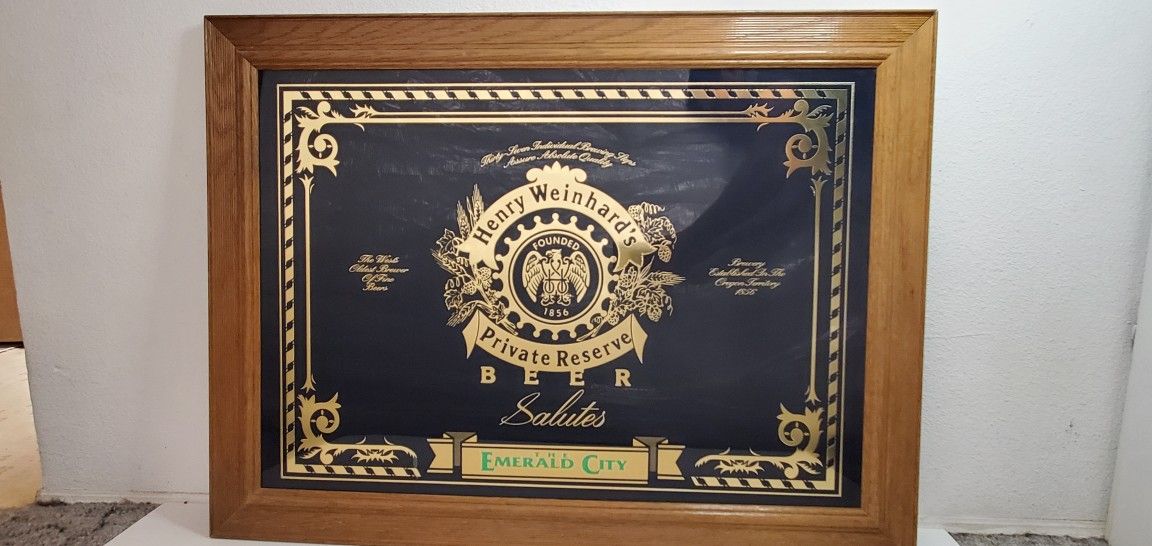 Thirty-Seven Individual Brewing Steps
Assure Absolute Quality
Henry Weinhard's
FOUNDED
1856
The West's
Oldest Brewer
Of Fine
Beers
Brewery
Established In The
Oregon Territory
1856
Private Reserve
BEER
Salutes
THE
EMERALD CITY